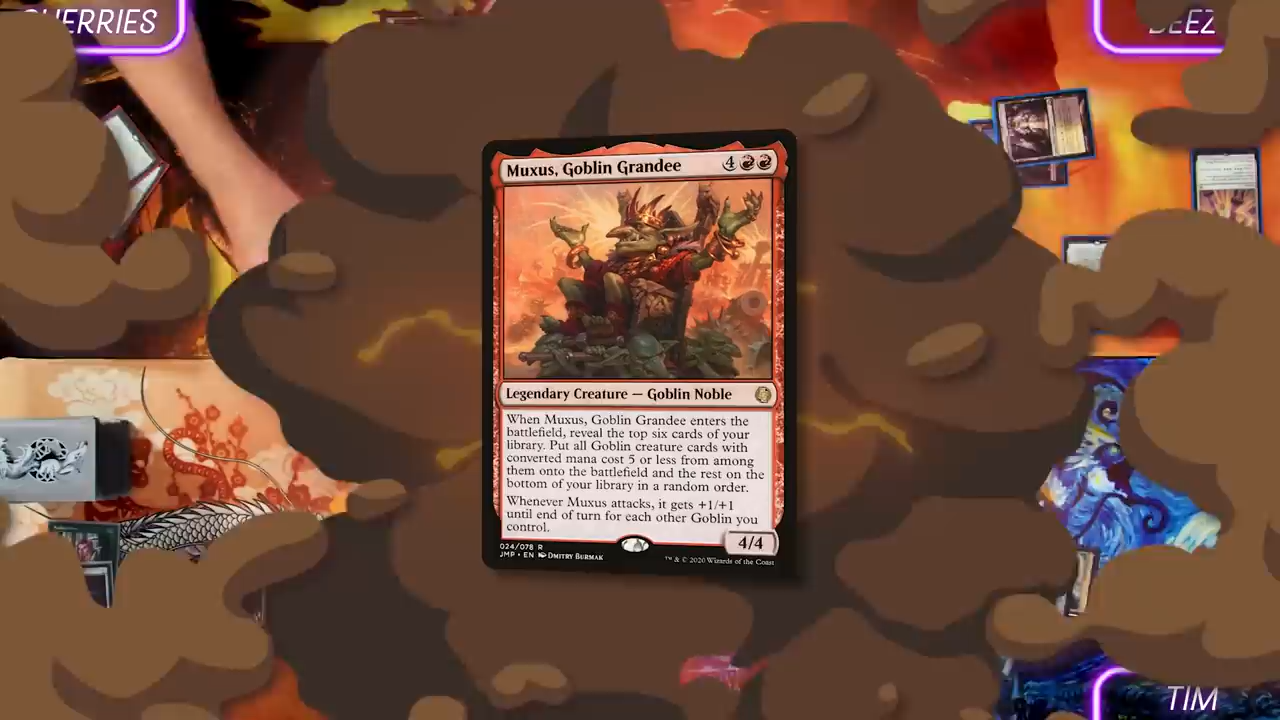 Muxus, Goblin Grandee 4
Legendary Creature — Goblin Noble
When Muxus, Goblin Grandee enters the
battlefield, reveal the top six cards of your
library. Put all Goblin creature cards with
converted mana cost 5 or less from among
them onto the battlefield and the rest on the
bottom of your library in a random order.
Whenever Muxus attacks, it gets +1/+1
until end of turn for each other Goblin you
control.
4/4
024/078 R
JMP • EN Dmitry Burmak
™ & © 2020 Wizards of the Coast
TIM